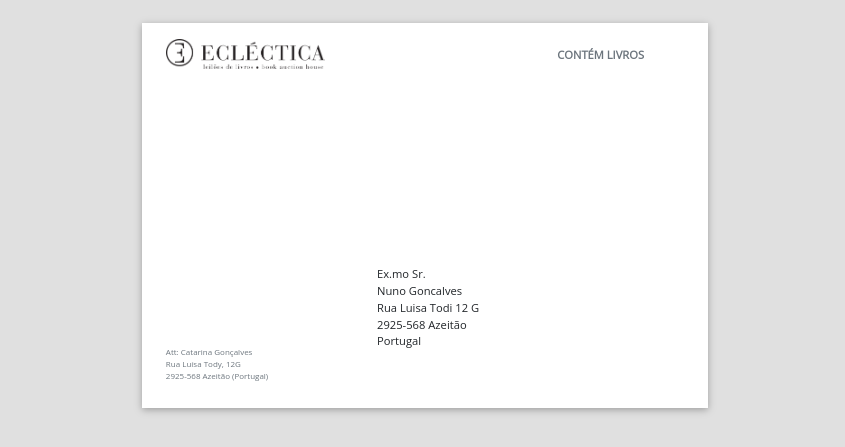 ECLÉCTICA
leilões de livros • book auction house
CONTÉM LIVROS
Ex.mo Sr.
Nuno Goncalves
Rua Luisa Todi 12 G
2925-568 Azeitão
Portugal
Att: Catarina Gonçalves
Rua Luisa Tody, 12G
2925-568 Azeitão (Portugal)